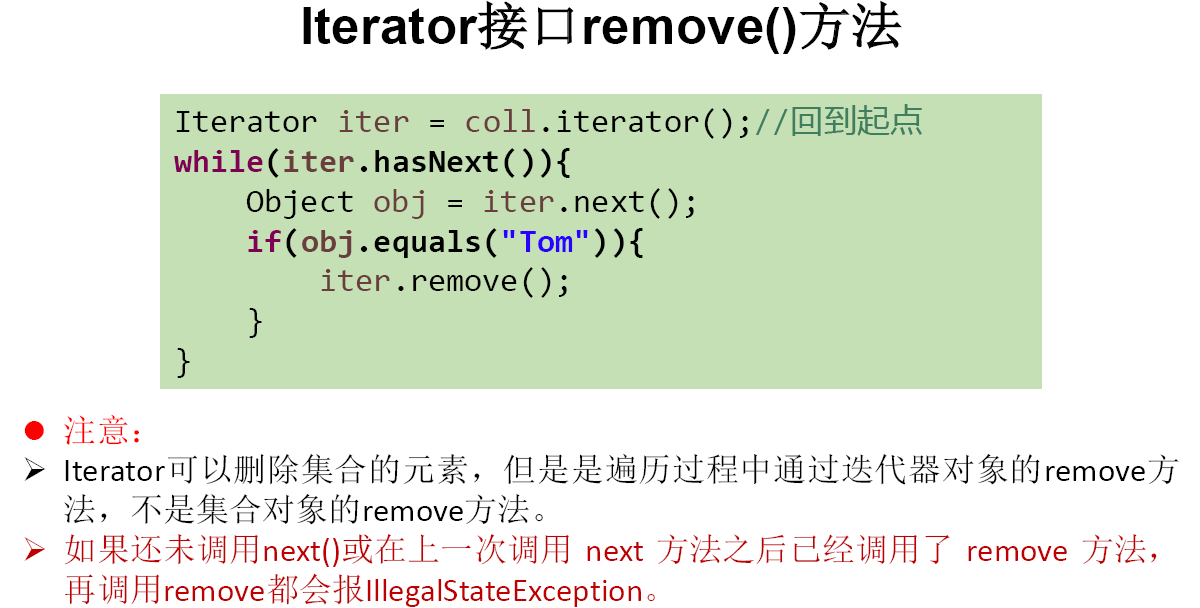 Iterator接口remove()方法
Iterator iter = coll.iterator();//回到起点
while(iter.hasNext()){
    Object obj = iter.next();
    if(obj.equals("Tom")){
        iter.remove();
    }
}
注意：
Iterator可以删除集合的元素，但是是遍历过程中通过迭代器对象的remove方
法，不是集合对象的remove方法。
如果还未调用next()或在上一次调用 next 方法之后已经调用了 remove 方法，
再调用remove都会报IllegalStateException。